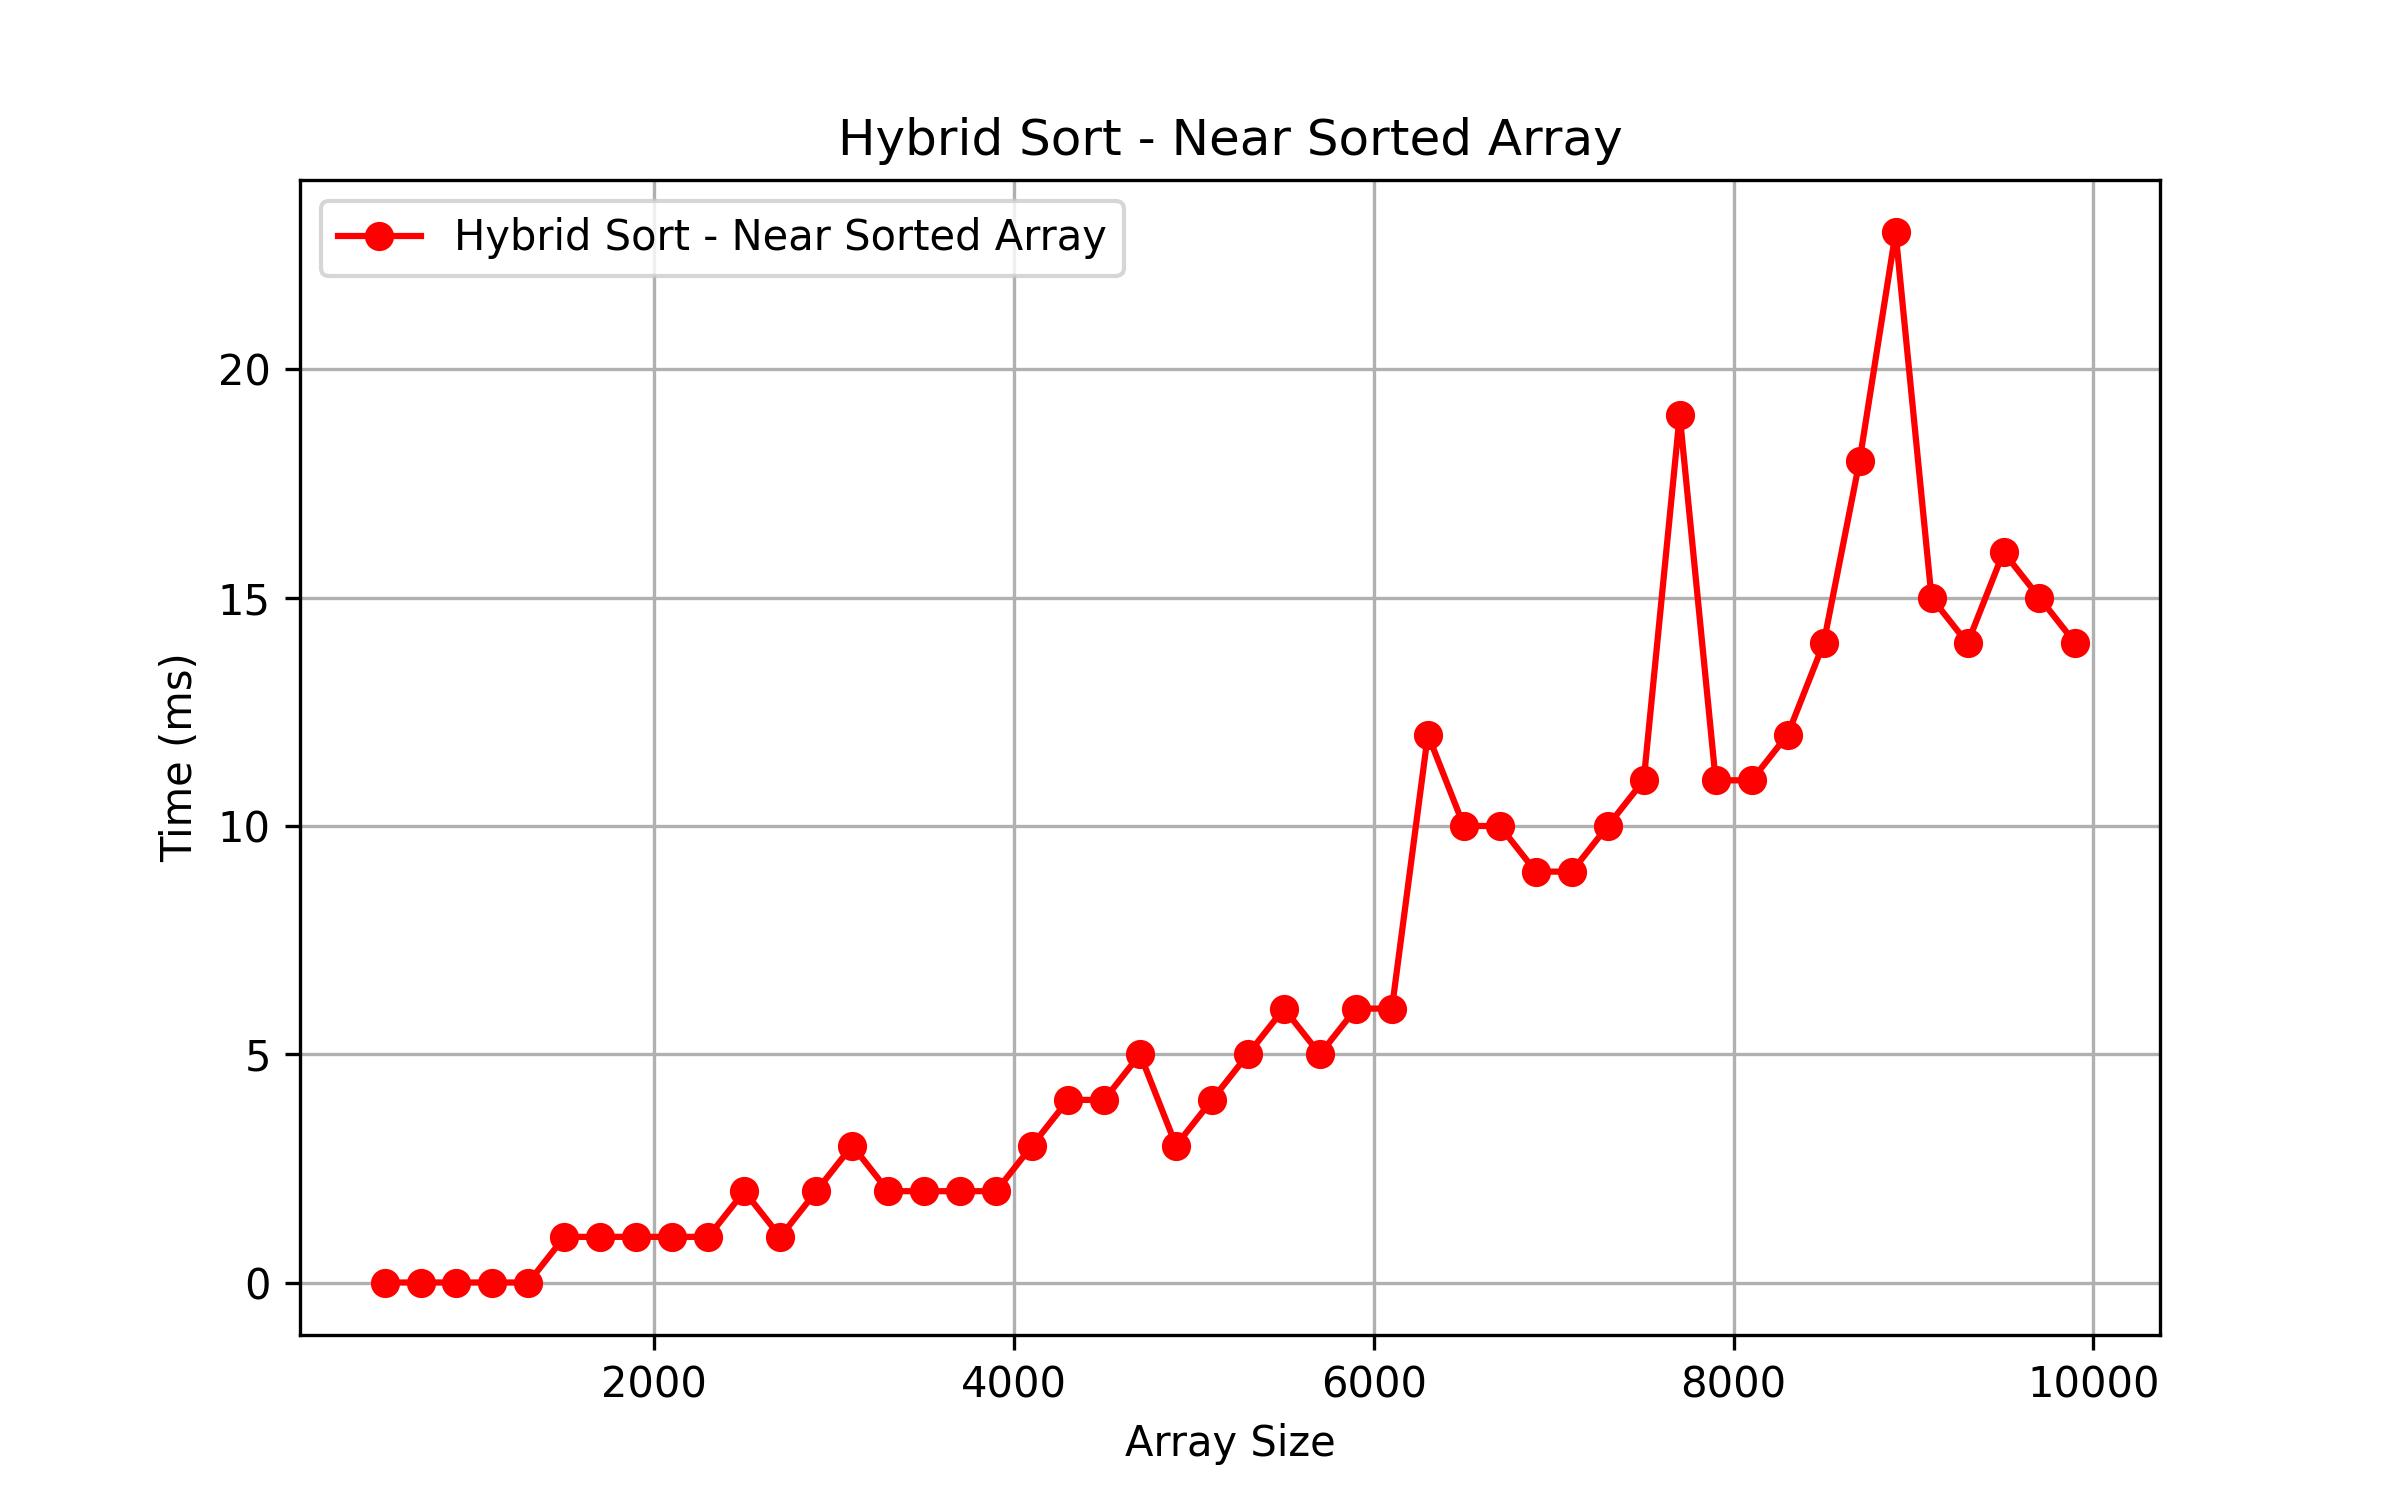 Hybrid Sort - Near Sorted Array
Hybrid Sort - Near Sorted Array
20
15
10
5
0
Time (ms)
2000 4000 6000 8000 10000
Array Size